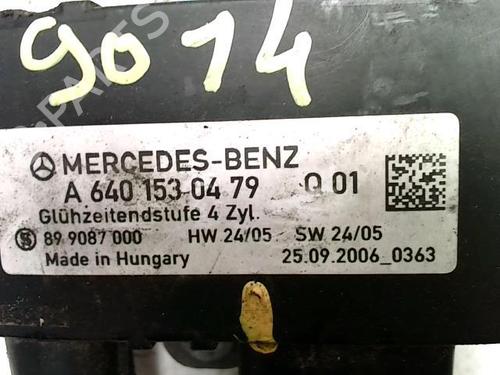 9014
MERCEDES-BENZ
A 640 153 04 79 Q 01
Glühzeitendstufe 4 Zyl.
89 9087 000 HW 24/05 SW 24/05
Made in Hungary 25.09.2006_0363